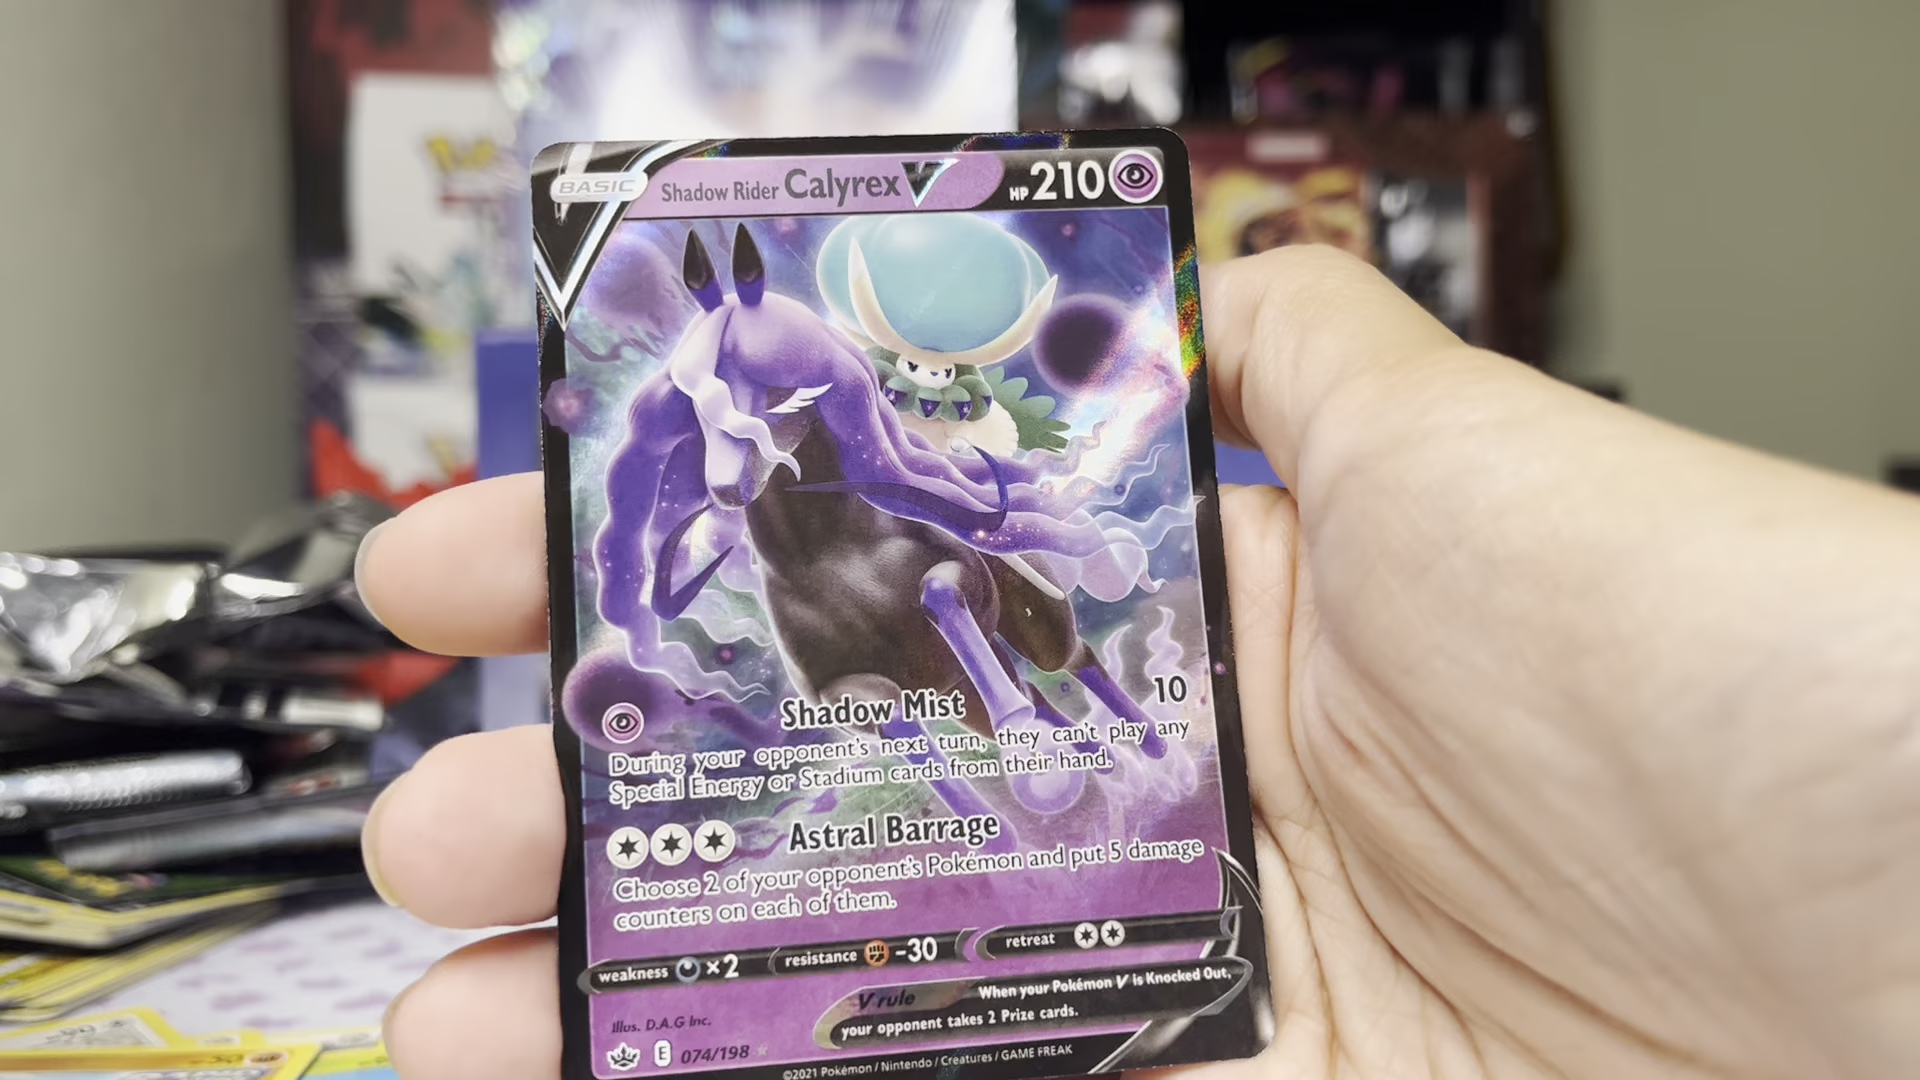 BASIC
Shadow Rider Calyrex V HP 210
Shadow Mist 10
During your opponent's next turn, they can't play any
Special Energy or Stadium cards from their hand.
Astral Barrage
Choose 2 of your opponent's Pokémon and put 5 damage
counters on each of them.
weakness ×2 resistance -30 retreat
V rule When your Pokémon V is Knocked Out,
your opponent takes 2 Prize cards.
Illus. D.A.G Inc.
E 074/198
©2021 Pokémon / Nintendo / Creatures / GAME FREAK